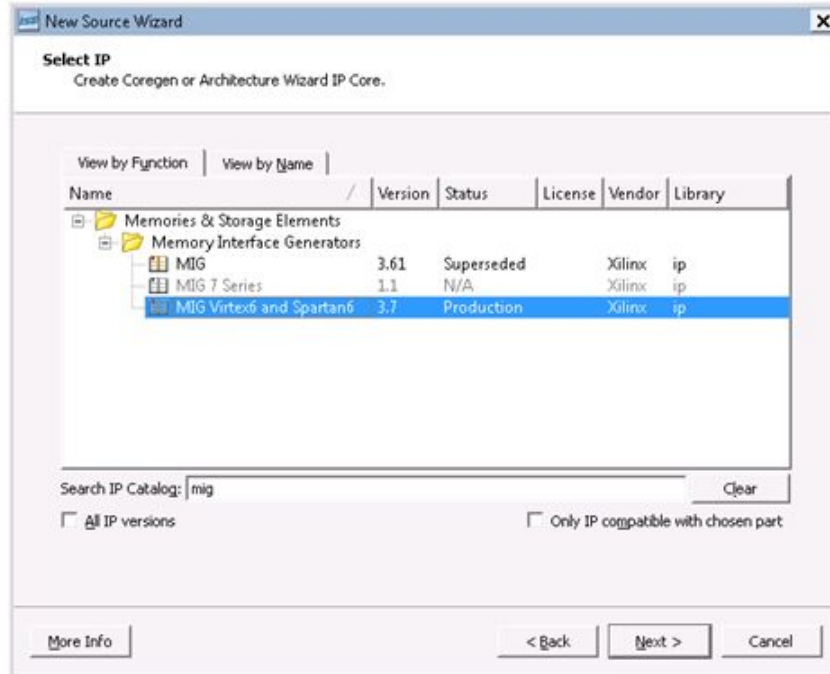 New Source Wizard
Select IP
Create Coregen or Architecture Wizard IP Core.
View by Function View by Name
Name Version Status License Vendor Library
Memories & Storage Elements
Memory Interface Generators
MIG 3.61 Superseded Xilinx ip
MIG 7 Series 1.1 N/A Xilinx ip
MIG Virtex6 and Spartan6 3.7 Production Xilinx ip
Search IP Catalog: mig Clear
All IP versions Only IP compatible with chosen part
More Info < Back Next > Cancel